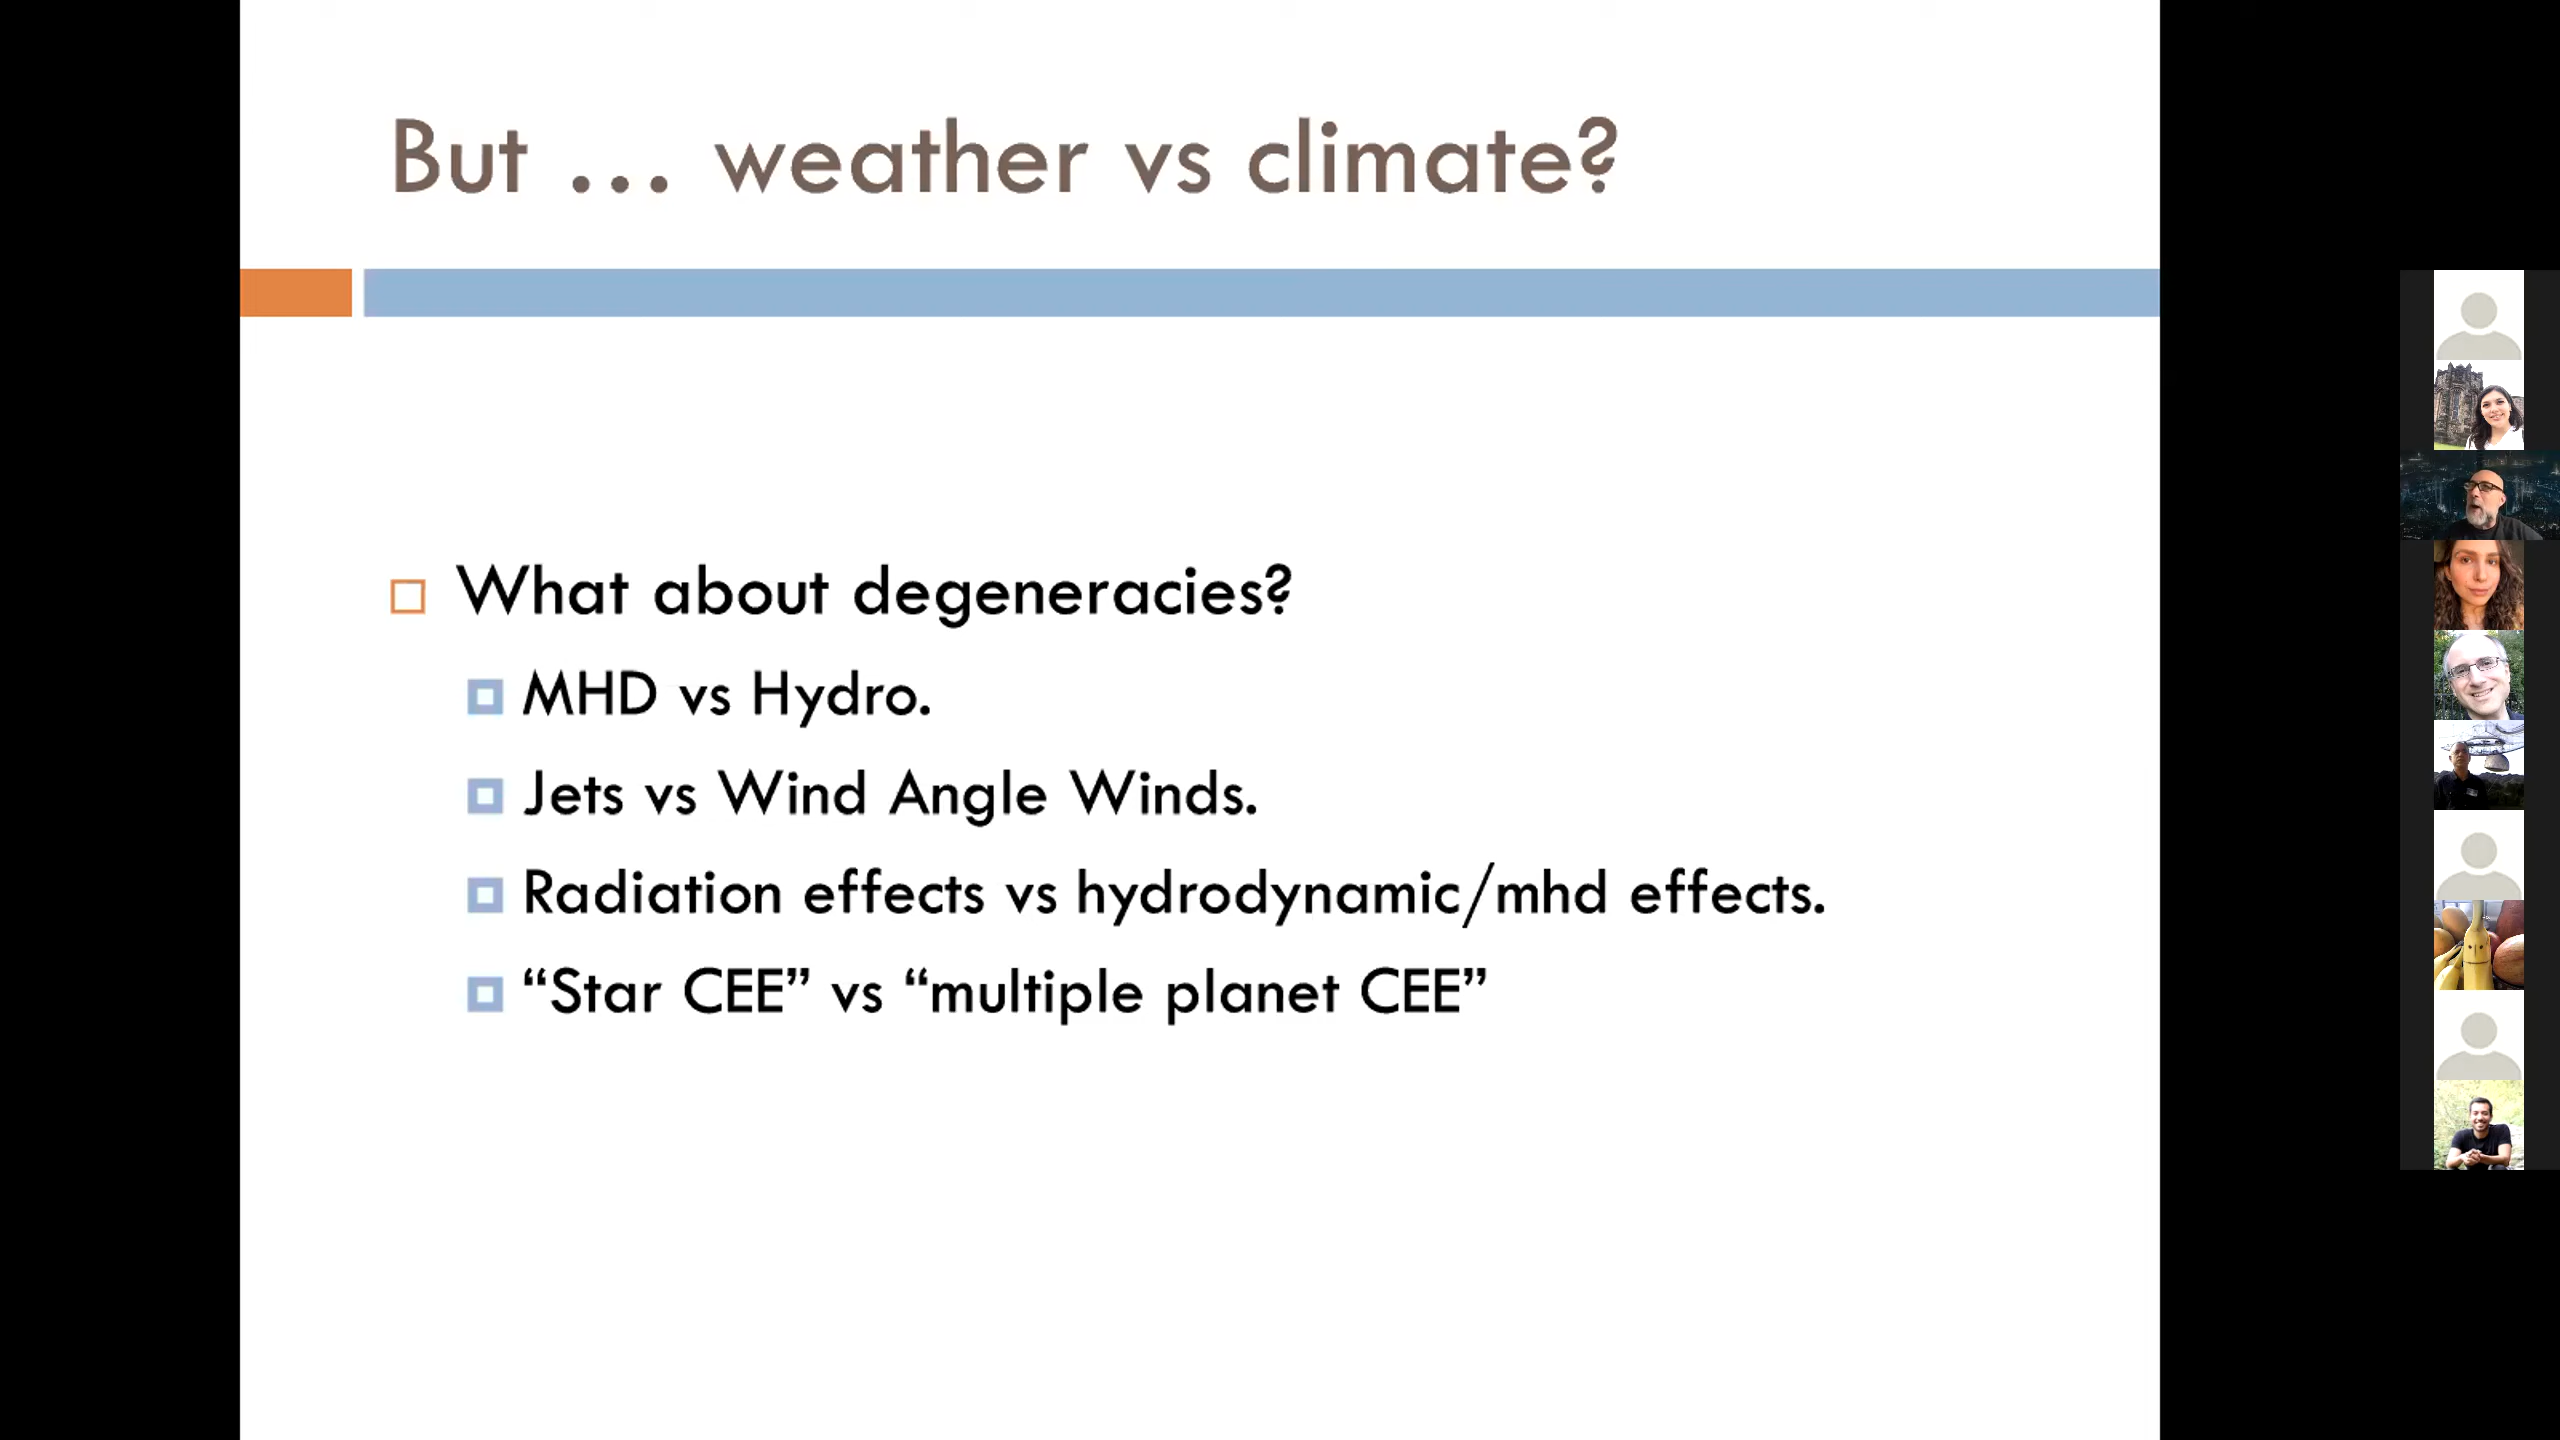 But … weather vs climate?
What about degeneracies?
MHD vs Hydro.
Jets vs Wind Angle Winds.
Radiation effects vs hydrodynamic/mhd effects.
“Star CEE” vs “multiple planet CEE”